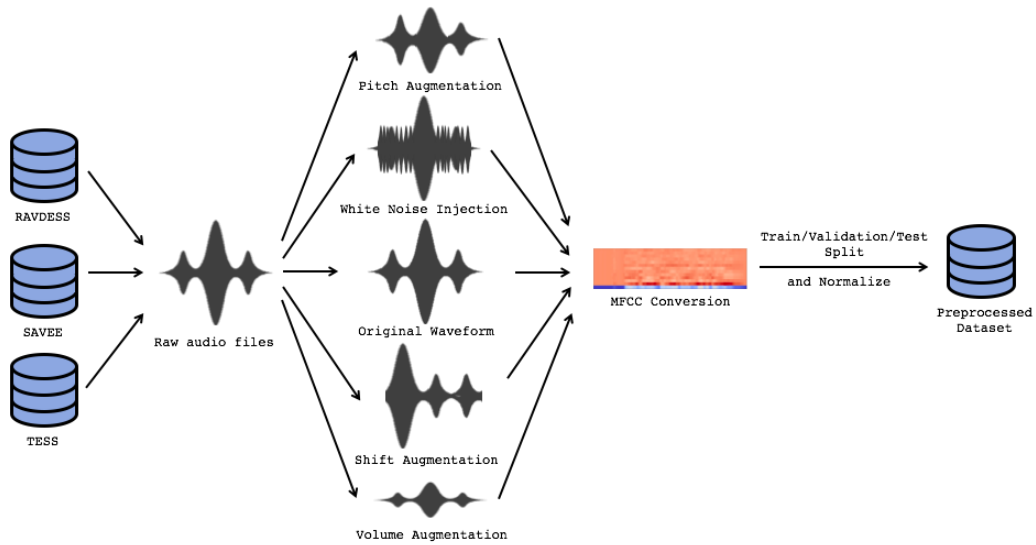 RAVDESS
SAVEE
TESS
Raw audio files
Pitch Augmentation
White Noise Injection
Original Waveform
Shift Augmentation
Volume Augmentation
MFCC Conversion
Train/Validation/Test
Split
and Normalize
Preprocessed
Dataset